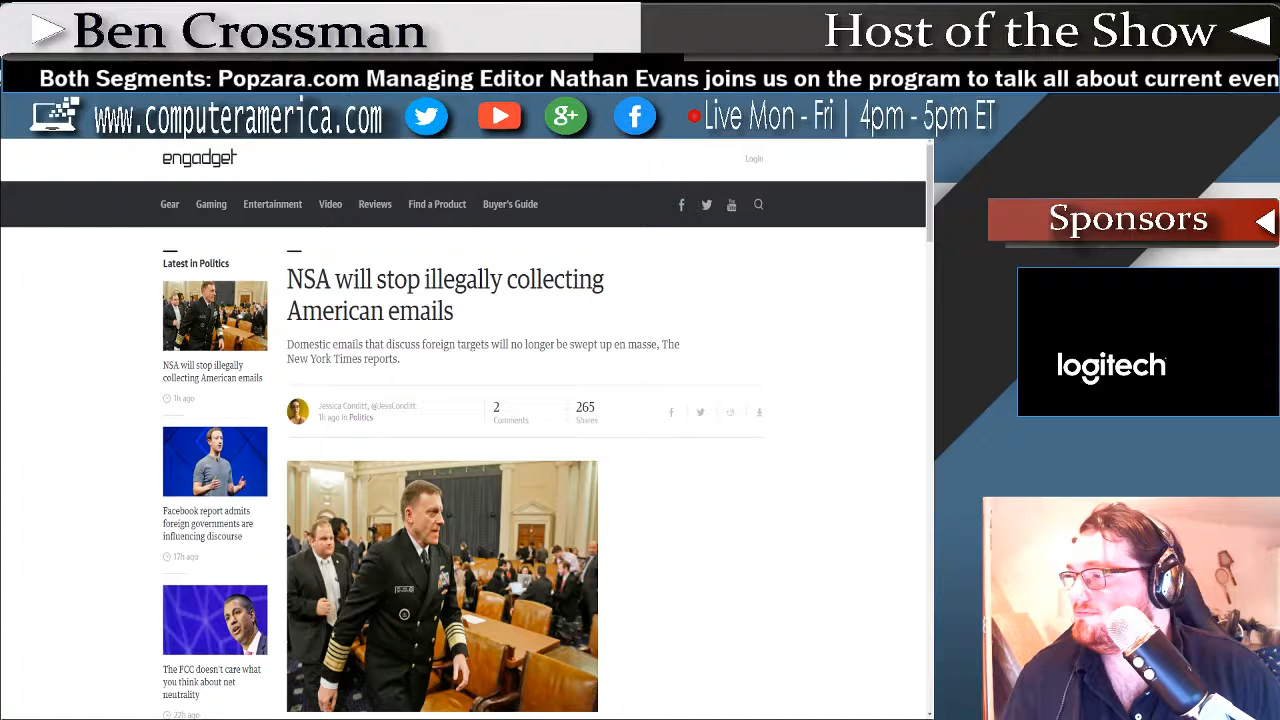 Ben Crossman
Host of the Show
Both Segments: Popzara.com Managing Editor Nathan Evans joins us on the program to talk all about current even
www.computeramerica.com
Live Mon - Fri | 4pm - 5pm ET
engadget
Login
Gear Gaming Entertainment Video Reviews Find a Product Buyer's Guide
Sponsors
logitech
Latest in Politics
NSA will stop illegally
collecting American emails
1h ago
Facebook report admits
foreign governments are
influencing discourse
17h ago
The FCC doesn't care what
you think about net
neutrality
22h ago
NSA will stop illegally collecting
American emails
Domestic emails that discuss foreign targets will no longer be swept up en masse, The
New York Times reports.
Jessica Conditt, @JessConditt
1h ago in Politics
2
Comments
265
Shares